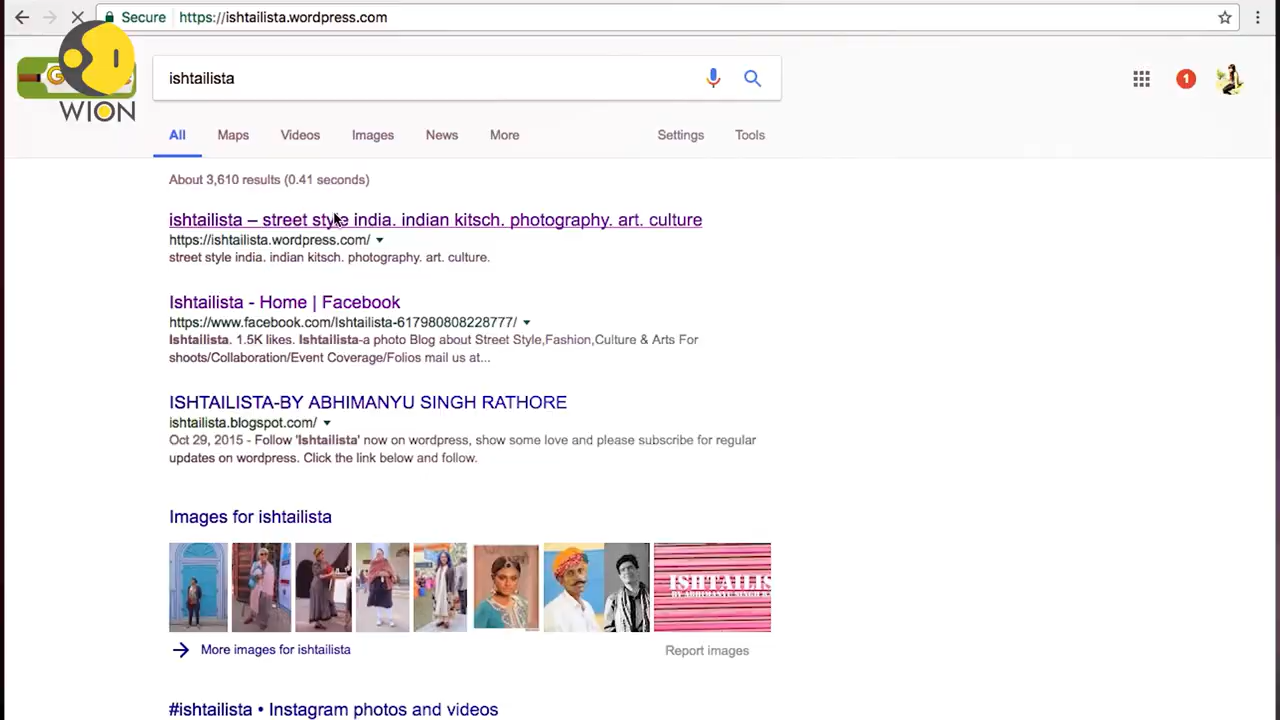 Secure https://ishtailista.wordpress.com
WION
ishtailista
1
All Maps Videos Images News More Settings Tools
About 3,610 results (0.41 seconds)
ishtailista – street style india. indian kitsch. photography. art. culture
https://ishtailista.wordpress.com/
street style india. indian kitsch. photography. art. culture.
Ishtailista - Home | Facebook
https://www.facebook.com/Ishtailista-617980808228777/
Ishtailista. 1.5K likes. Ishtailista-a photo Blog about Street Style,Fashion,Culture & Arts For
shoots/Collaboration/Event Coverage/Folios mail us at...
ISHTAILISTA-BY ABHIMANYU SINGH RATHORE
ishtailista.blogspot.com/
Oct 29, 2015 - Follow 'Ishtailista' now on wordpress, show some love and please subscribe for regular
updates on wordpress. Click the link below and follow.
Images for ishtailista
ISHTAILIS
BY ABHIMANYU SINGH
More images for ishtailista Report images
#ishtailista • Instagram photos and videos